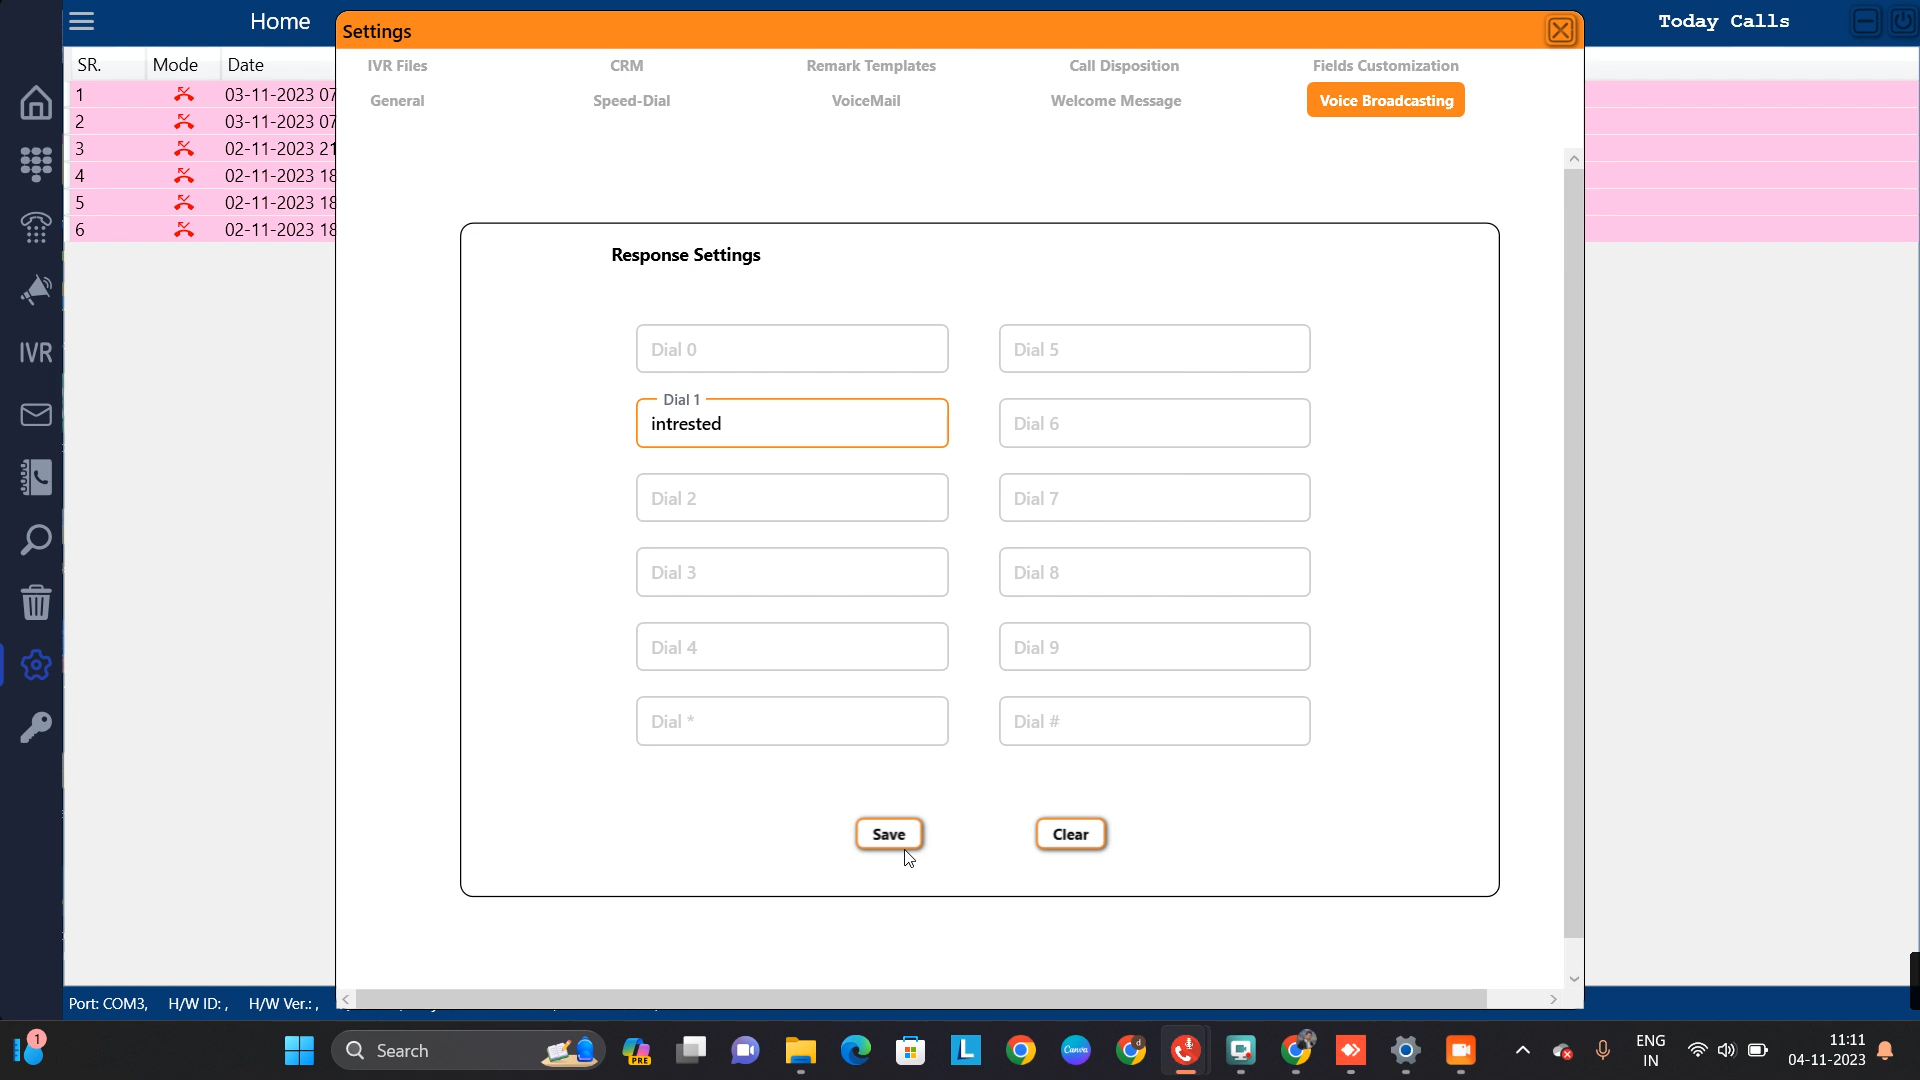 Home
Settings
Today Calls
IVR Files
CRM
Remark Templates
Call Disposition
Fields Customization
General
Speed-Dial
VoiceMail
Welcome Message
Voice Broadcasting
SR. Mode Date
1 03-11-2023 07
2 03-11-2023 07
3 02-11-2023 21
4 02-11-2023 18
5 02-11-2023 18
6 02-11-2023 18
IVR
Response Settings
Dial 0
Dial 5
Dial 1
intrested
Dial 6
Dial 2
Dial 7
Dial 3
Dial 8
Dial 4
Dial 9
Dial *
Dial #
Save
Clear
Port: COM3, H/W ID: , H/W Ver.: ,
1
Search
PRE
L
Canva
d
ENG
IN
11:11
04-11-2023